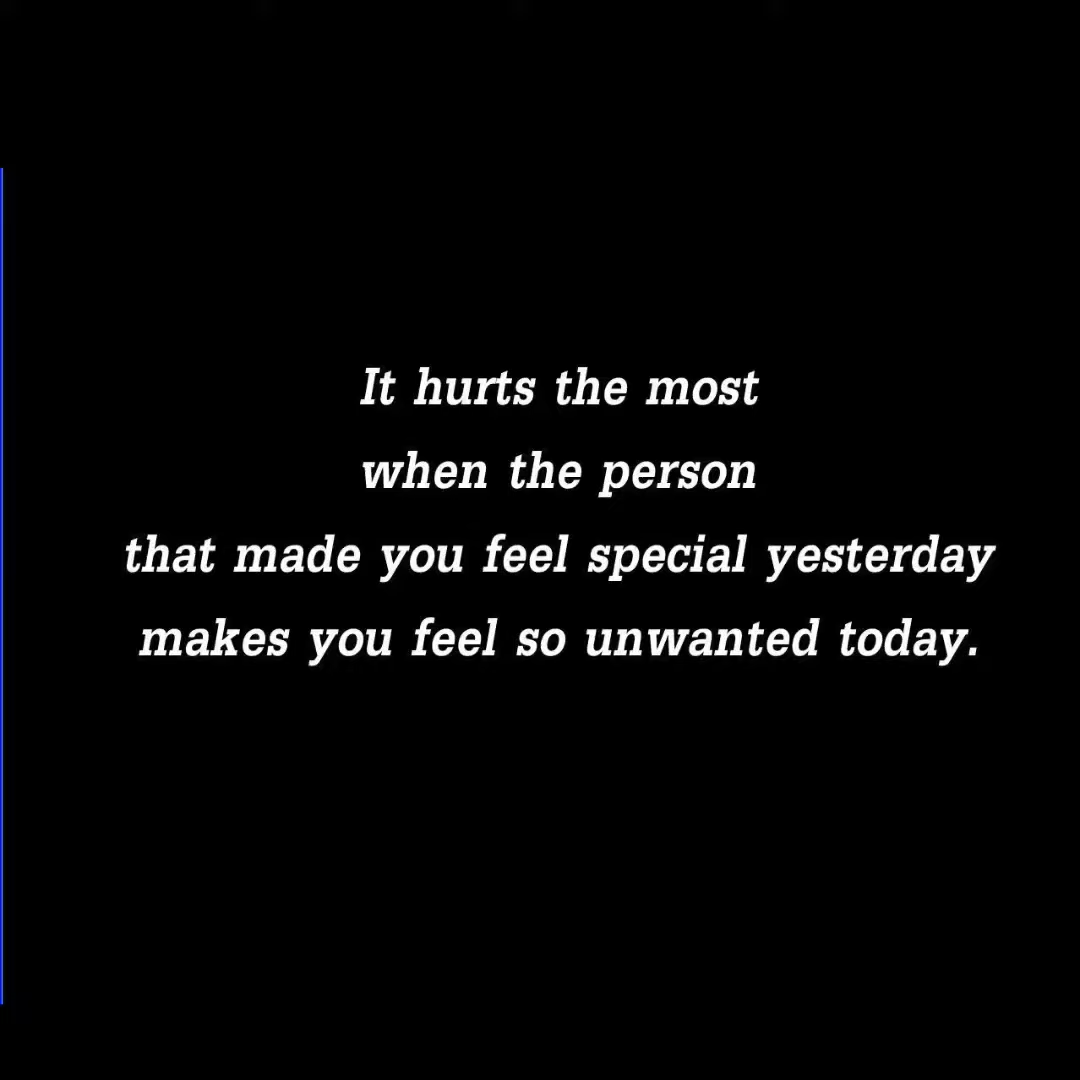 It hurts the most
when the person
that made you feel special yesterday
makes you feel so unwanted today.